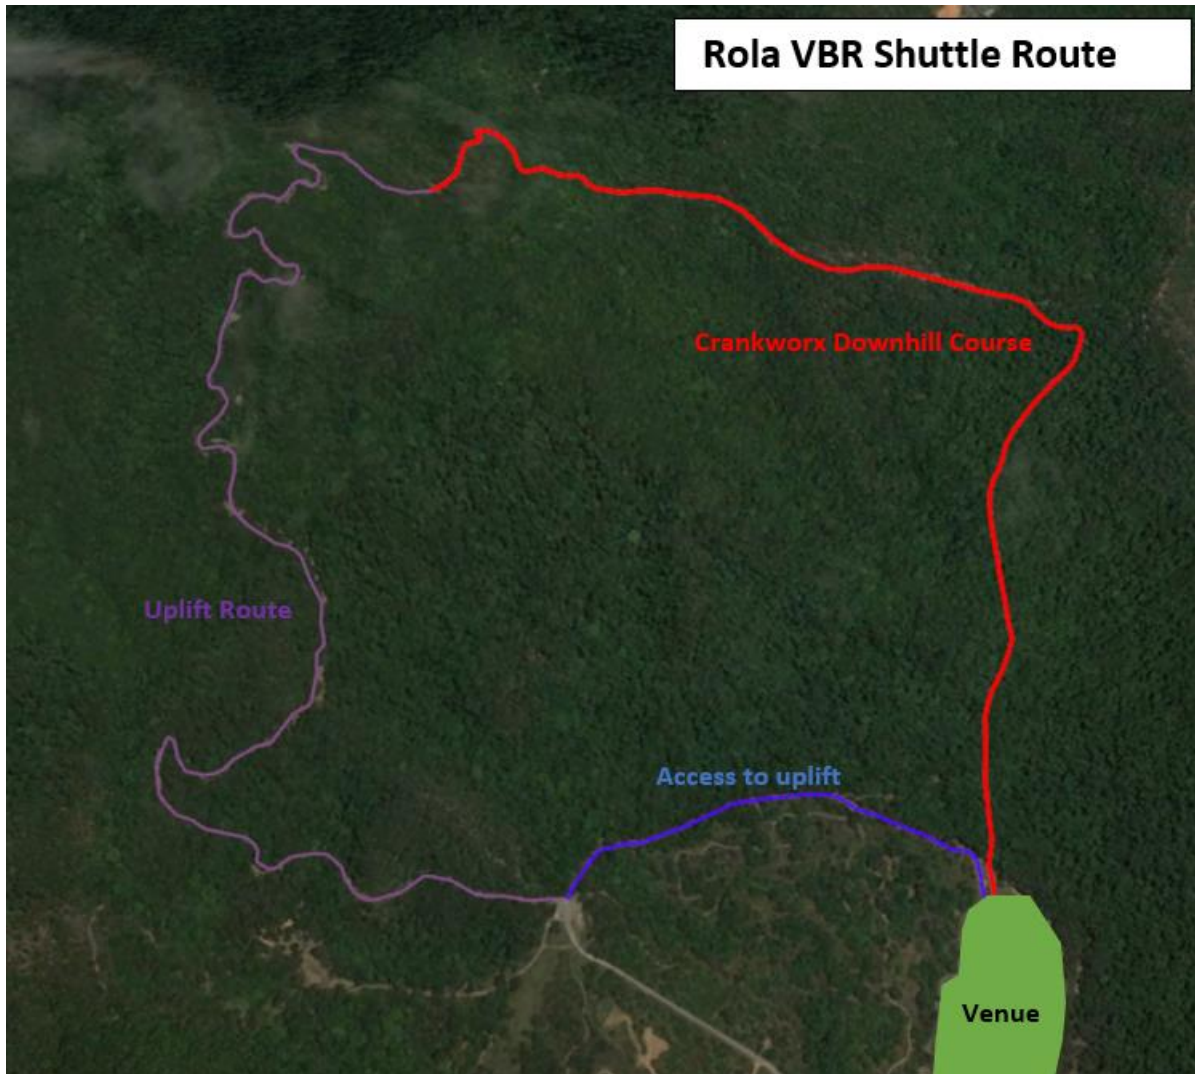 Rola VBR Shuttle Route
Crankworx Downhill Course
Uplift Route
Access to uplift
Venue